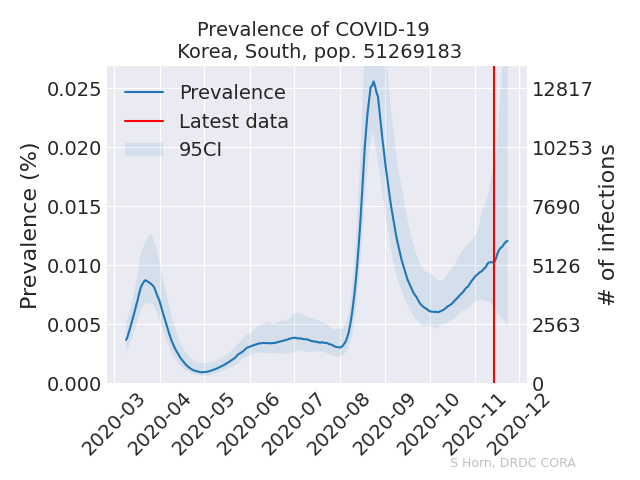 Prevalence of COVID-19
Korea, South, pop. 51269183
Prevalence
Latest data
95CI
Prevalence (%)
0.025
0.020
0.015
0.010
0.005
0.000
12817
10253
7690
5126
2563
0
# of infections
2020-03
2020-04
2020-05
2020-06
2020-07
2020-08
2020-09
2020-10
2020-11
2020-12
S Horn, DRDC CORA